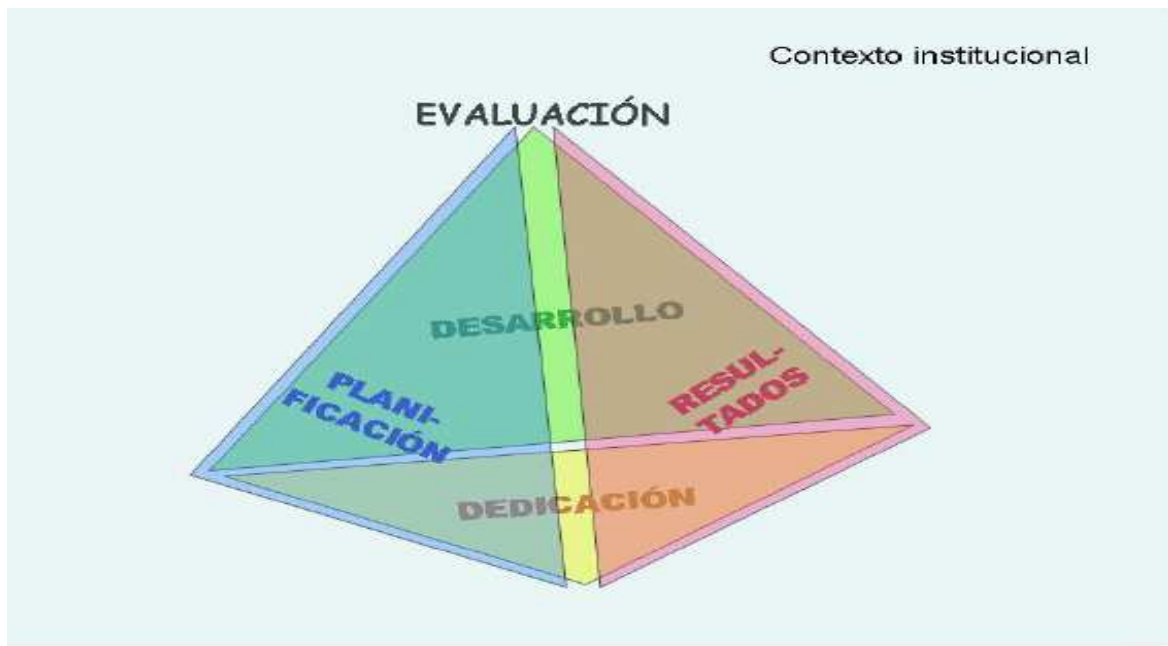 Contexto institucional
EVALUACIÓN
DESARROLLO
PLANI-
FICACIÓN
RESUL-
TADOS
DEDICACIÓN